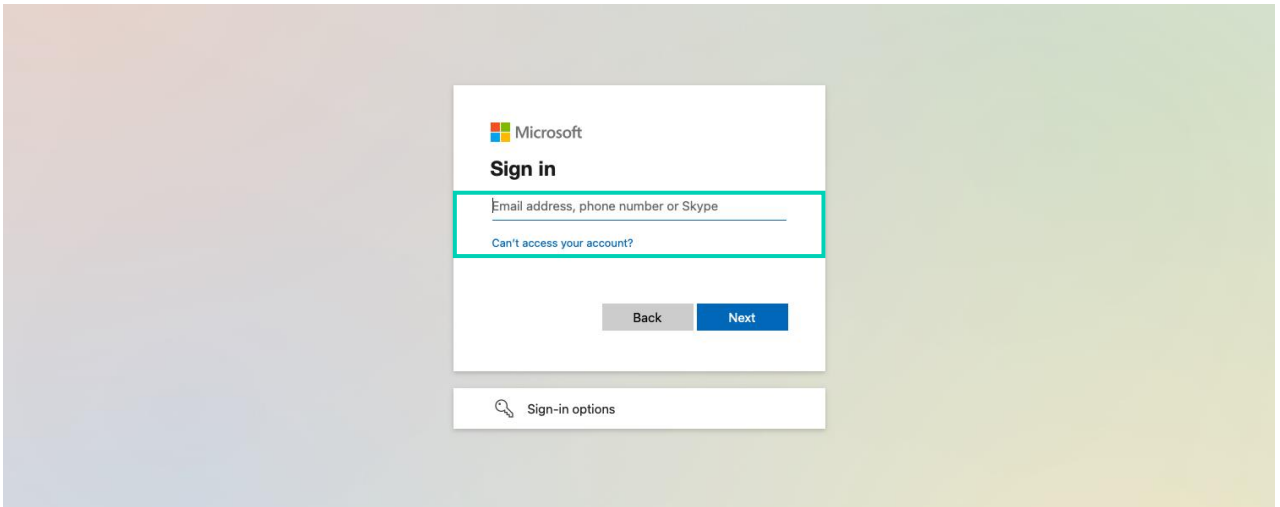 Microsoft
Sign in
Email address, phone number or Skype
Can't access your account?
Back
Next
Sign-in options